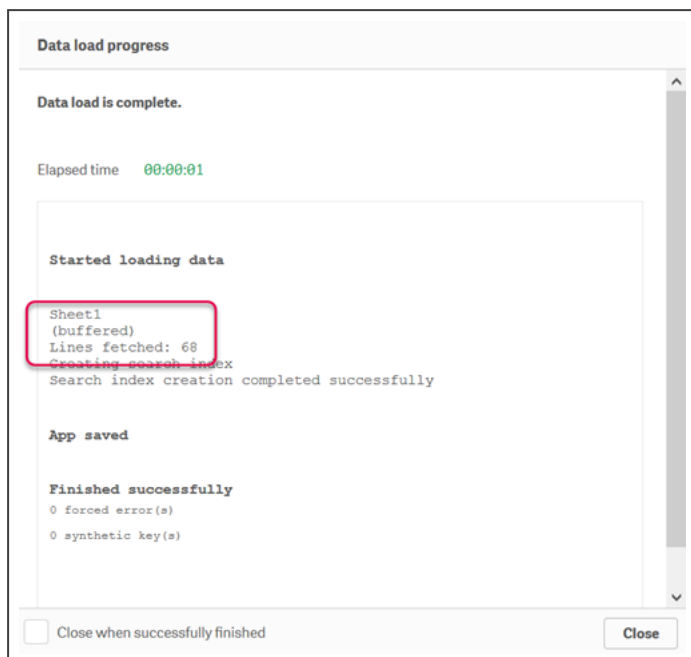 Data load progress
Data load is complete.
Elapsed time 00:00:01
Started loading data
Sheet1
(buffered)
Lines fetched: 68
Creating search index
Search index creation completed successfully
App saved
Finished successfully
0 forced error(s)
0 synthetic key(s)
Close when successfully finished
Close